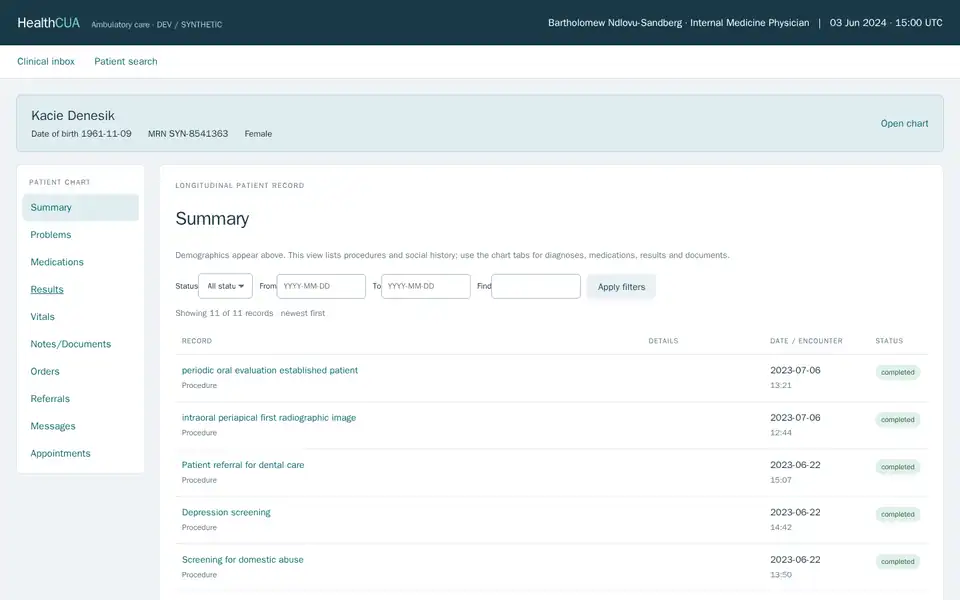 HealthCUA Ambulatory care · DEV / SYNTHETIC Bartholomew Ndlovu-Sandberg · Internal Medicine Physician | 03 Jun 2024 · 15:00 UTC
Clinical inbox Patient search
Kacie Denesik
Date of birth 1961-11-09 MRN SYN-8541363 Female
Open chart
PATIENT CHART
Summary
Problems
Medications
Results
Vitals
Notes/Documents
Orders
Referrals
Messages
Appointments
LONGITUDINAL PATIENT RECORD
Summary
Demographics appear above. This view lists procedures and social history; use the chart tabs for diagnoses, medications, results and documents.
Status All statu From YYYY-MM-DD To YYYY-MM-DD Find Apply filters
Showing 11 of 11 records newest first
RECORD DETAILS DATE / ENCOUNTER STATUS
periodic oral evaluation established patient 2023-07-06 completed
Procedure 13:21
intraoral periapical first radiographic image 2023-07-06 completed
Procedure 12:44
Patient referral for dental care 2023-06-22 completed
Procedure 15:07
Depression screening 2023-06-22 completed
Procedure 14:42
Screening for domestic abuse 2023-06-22 completed
Procedure 13:50